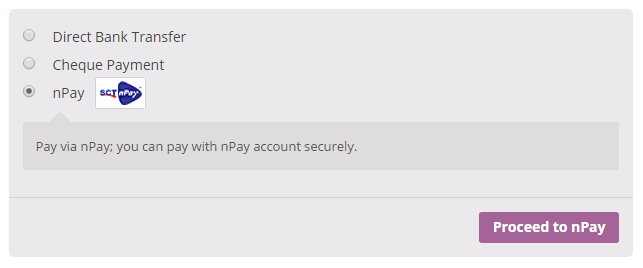 Direct Bank Transfer
Cheque Payment
nPay SCT nPay
Pay via nPay; you can pay with nPay account securely.
Proceed to nPay